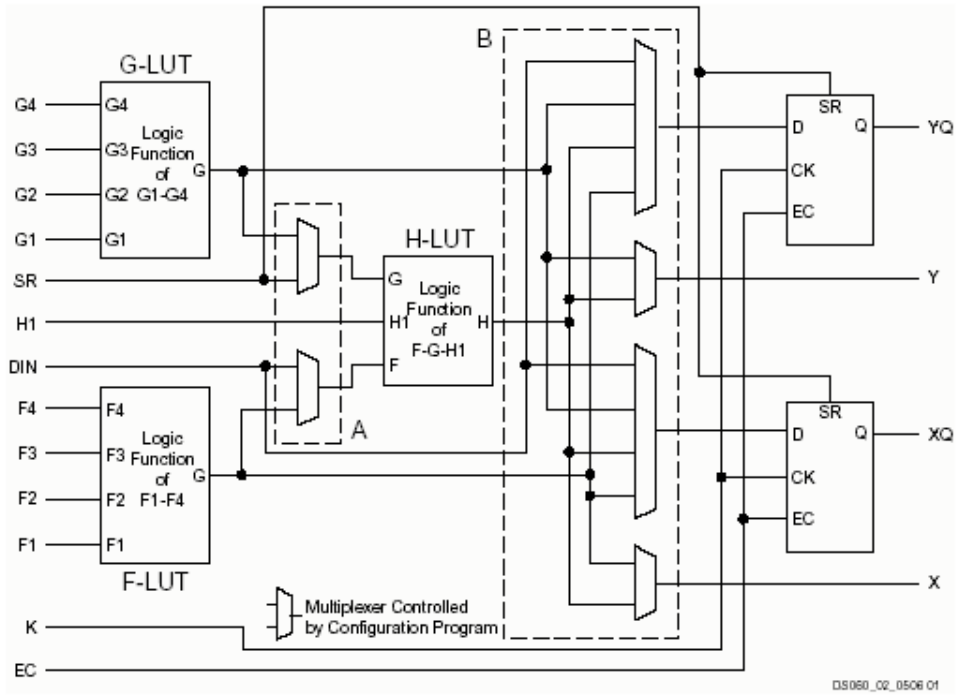 B
G-LUT
SR
G4
G4
Logic
Function
of
G1-G4
G3
G3
G
G2
G2
G1
G1
D
Q
YQ
CK
EC
SR
H-LUT
G
Logic
Function
of
F-G-H1
H1
H1
H
F
Y
DIN
A
F4
F4
Logic
Function
of
F1-F4
F3
F3
G
F2
F2
F1
F1
F-LUT
SR
D
Q
XQ
CK
EC
X
Multiplexer Controlled
by Configuration Program
K
EC
DS060_02_0506 01